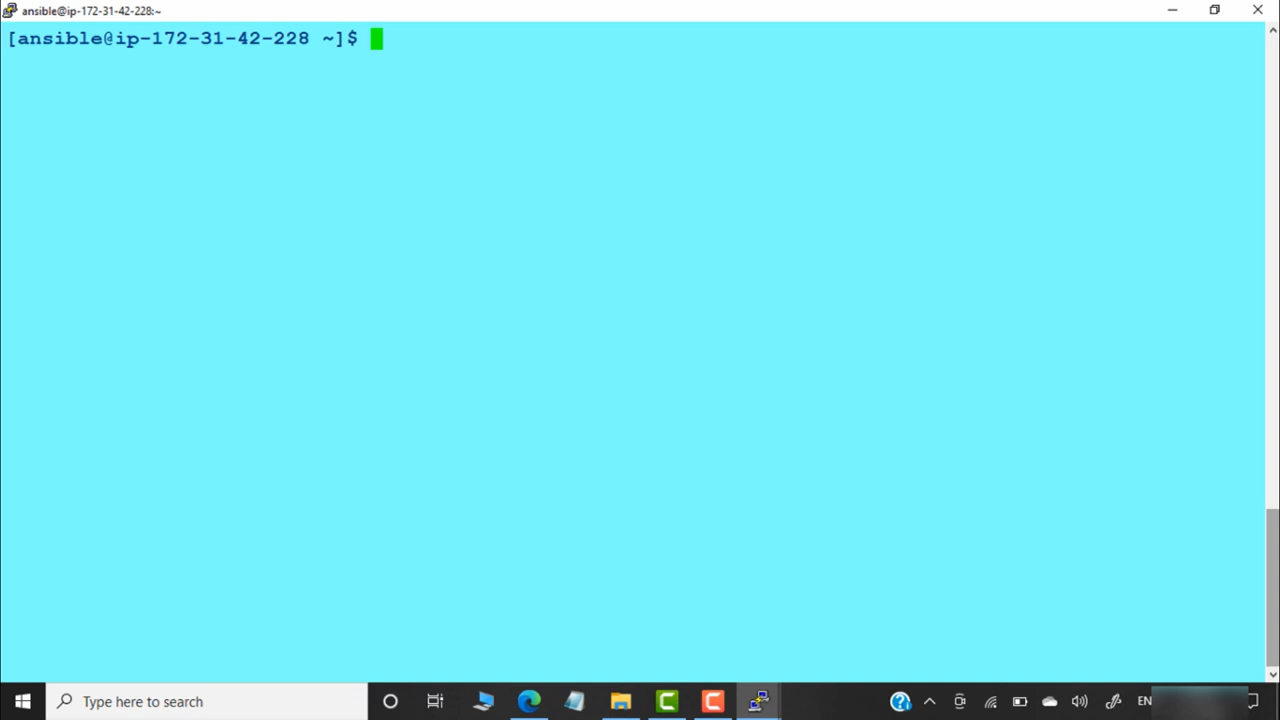 ansible@ip-172-31-42-228:~
[ansible@ip-172-31-42-228 ~]$
Type here to search
EN